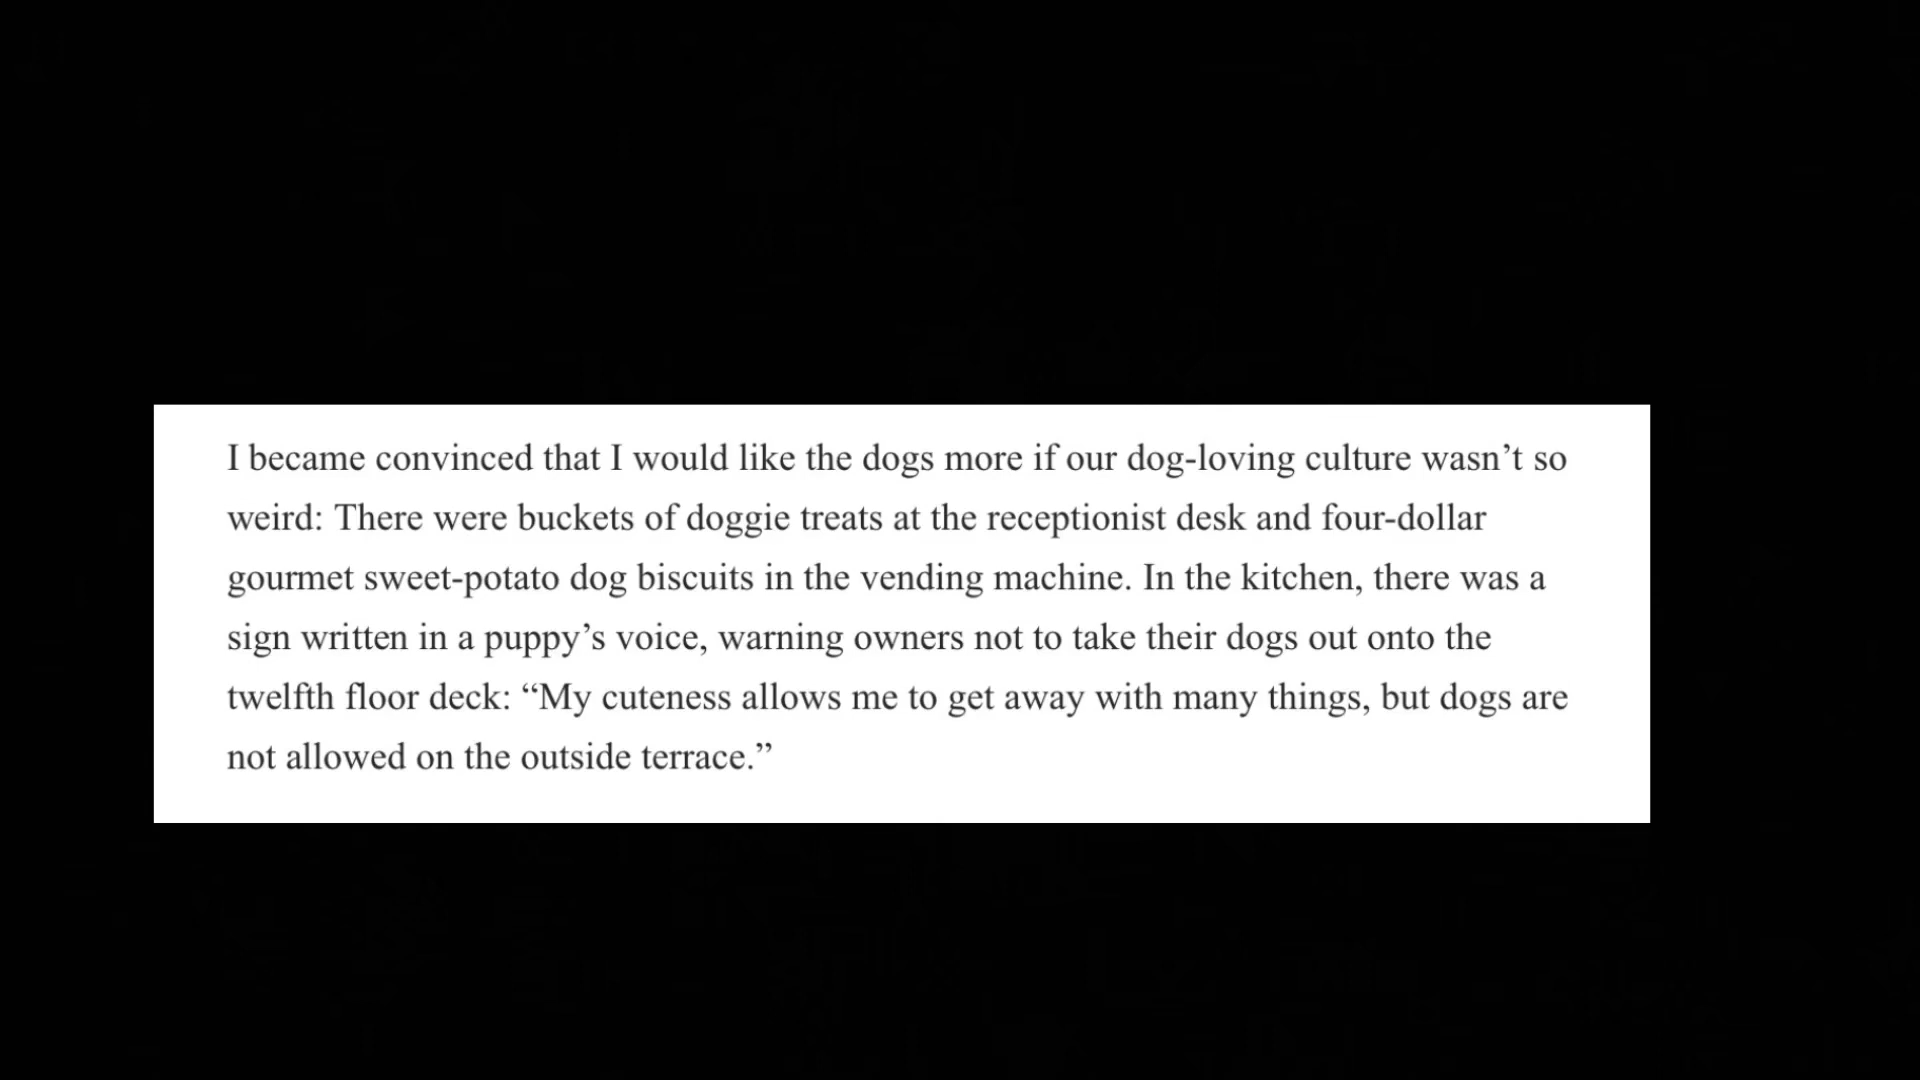 I became convinced that I would like the dogs more if our dog-loving culture wasn’t so
weird: There were buckets of doggie treats at the receptionist desk and four-dollar
gourmet sweet-potato dog biscuits in the vending machine. In the kitchen, there was a
sign written in a puppy’s voice, warning owners not to take their dogs out onto the
twelfth floor deck: “My cuteness allows me to get away with many things, but dogs are
not allowed on the outside terrace.”